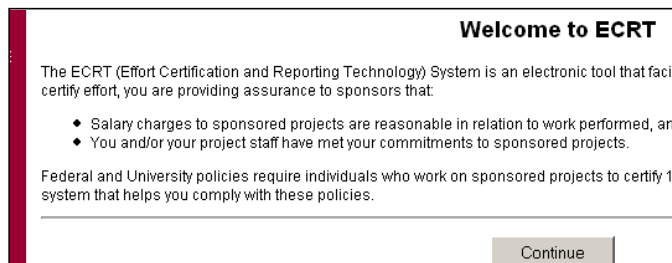 Welcome to ECRT
The ECRT (Effort Certification and Reporting Technology) System is an electronic tool that
certify effort, you are providing assurance to sponsors that:
• Salary charges to sponsored projects are reasonable in relation to work performed,
• You and/or your project staff have met your commitments to sponsored projects.
Federal and University policies require individuals who work on sponsored projects to certify
system that helps you comply with these policies.
Continue